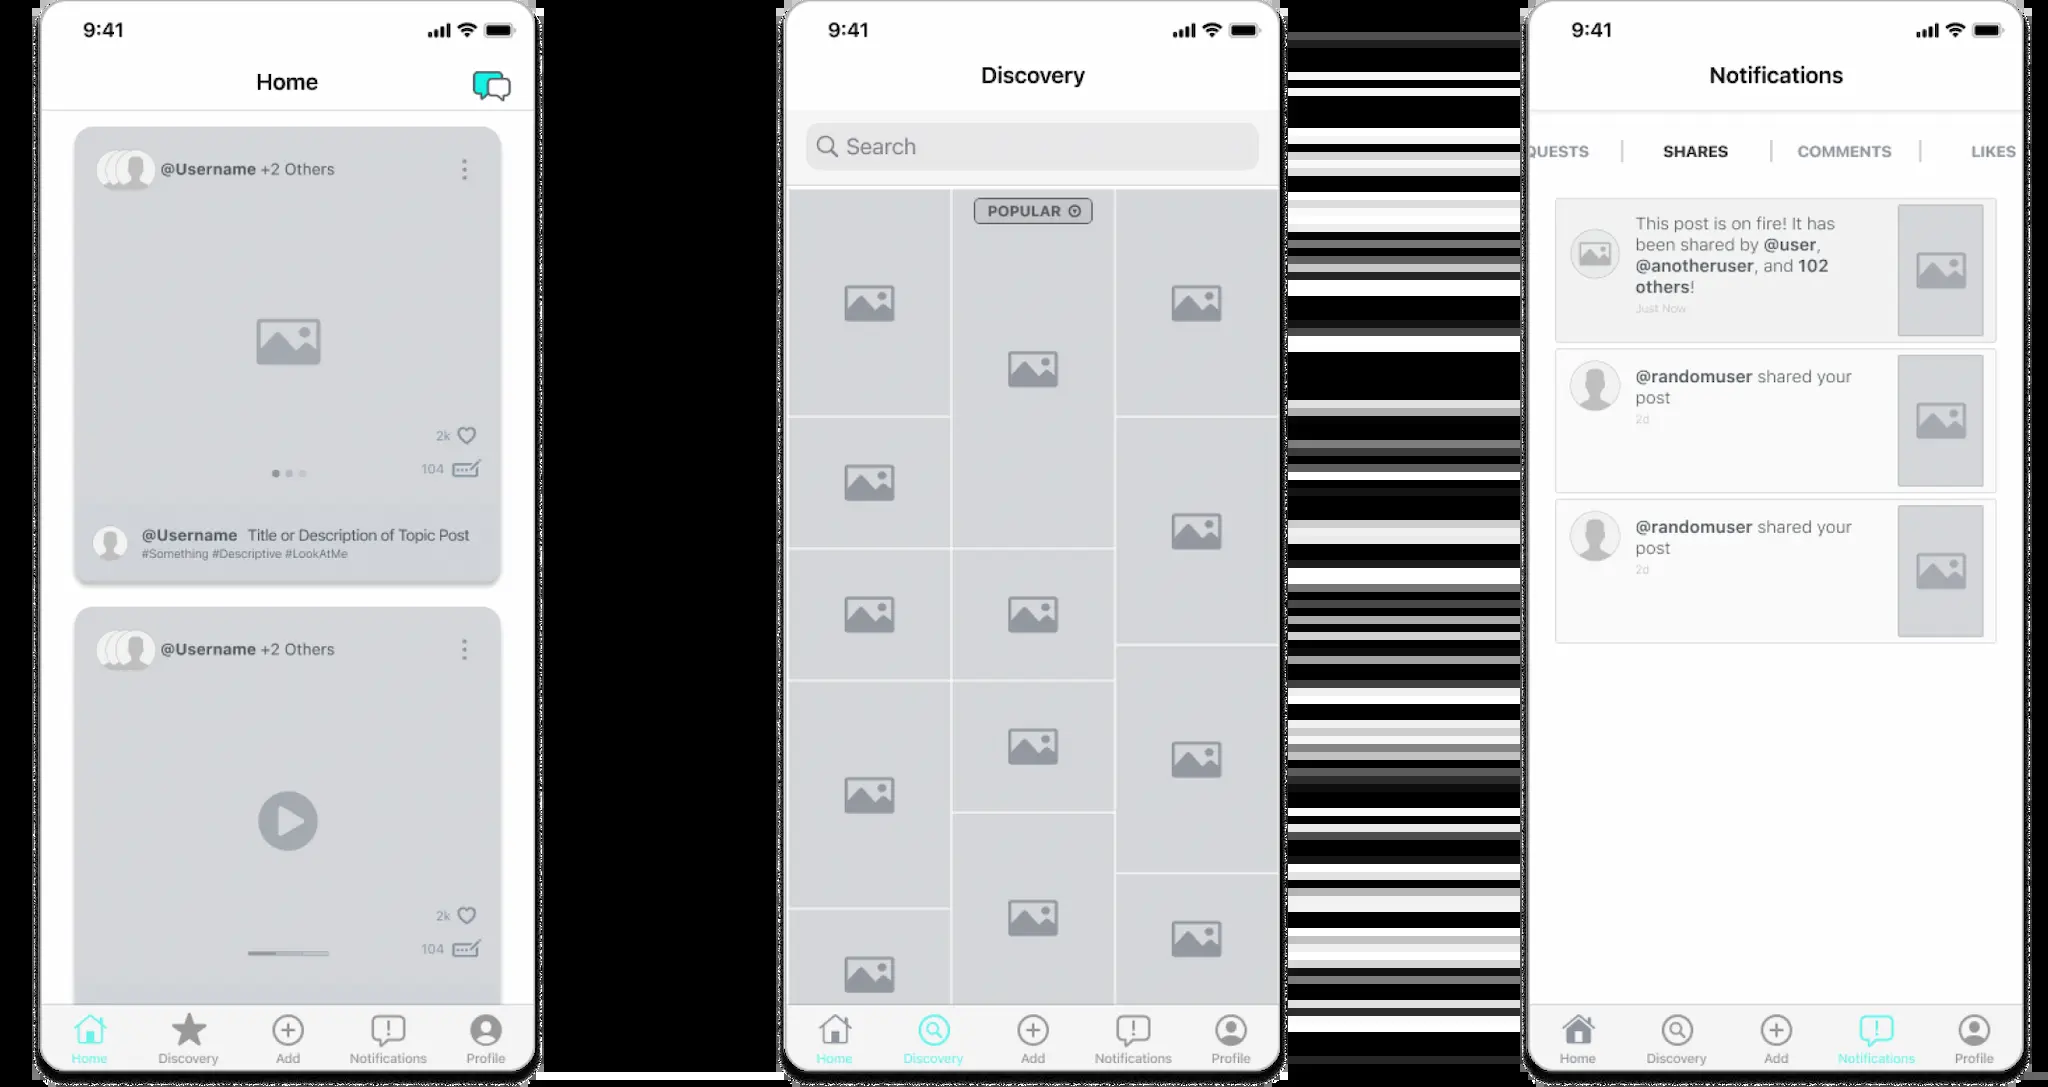 9:41
Home
@Username +2 Others
2k
104
@Username Title or Description of Topic Post
#Something #Descriptive #LookAtMe
@Username +2 Others
2k
104
Home Discovery Add Notifications Profile
9:41
Discovery
Search
POPULAR
Home Discovery Add Notifications Profile
9:41
Notifications
QUESTS SHARES COMMENTS LIKES
This post is on fire! It has
been shared by @user,
@anotheruser, and 102
others!
Just Now
@randomuser shared your
post
2d
@randomuser shared your
post
2d
Home Discovery Add Notifications Profile